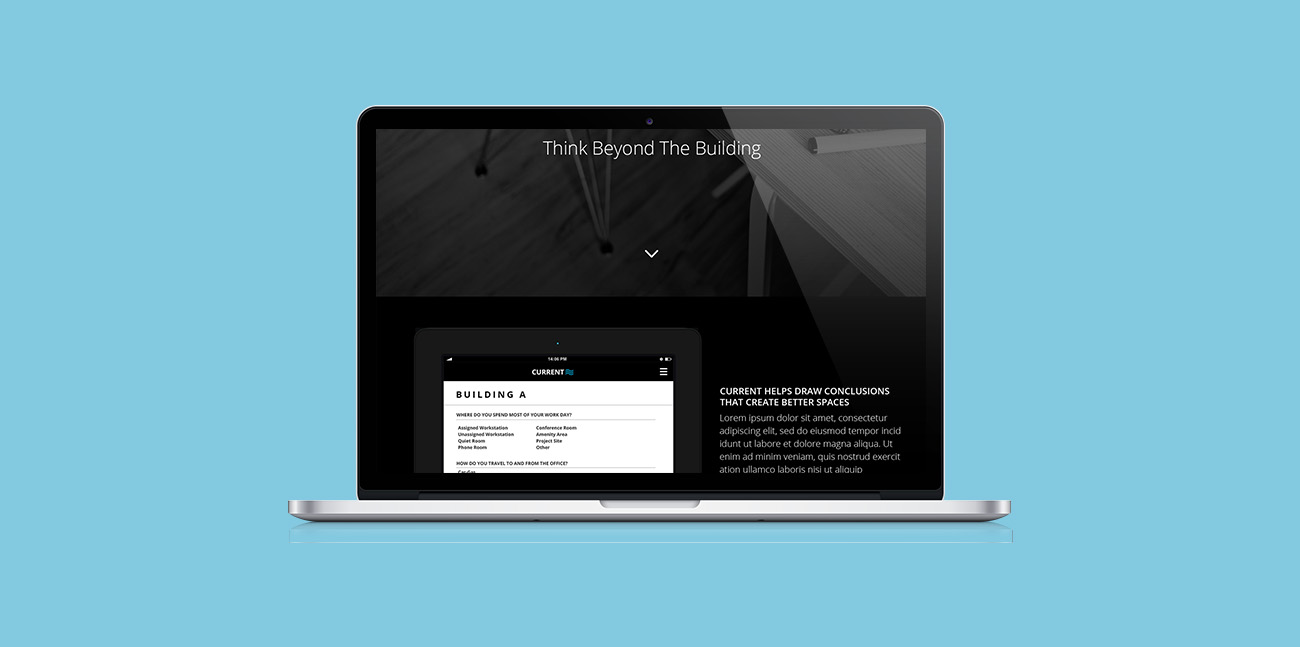 Think Beyond The Building
14:06 PM
CURRENT
BUILDING A
WHERE DO YOU SPEND MOST OF YOUR WORK DAY?
Assigned Workstation
Unassigned Workstation
Quiet Room
Phone Room
Conference Room
Amenity Area
Project Site
Other
HOW DO YOU TRAVEL TO AND FROM THE OFFICE?
CURRENT HELPS DRAW CONCLUSIONS
THAT CREATE BETTER SPACES
Lorem ipsum dolor sit amet, consectetur
adipiscing elit, sed do eiusmod tempor incid
idunt ut labore et dolore magna aliqua. Ut
enim ad minim veniam, quis nostrud exercit
ation ullamco laboris nisi ut aliquip